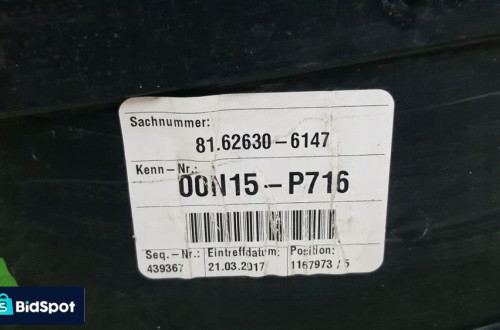 Sachnummer:
81.62630-6147
Kenn-Nr.:
00N15-P716
Seq.-Nr.: Eintreffdatum: Position:
439367 21.03.2017 1167973 / 5
BidSpot